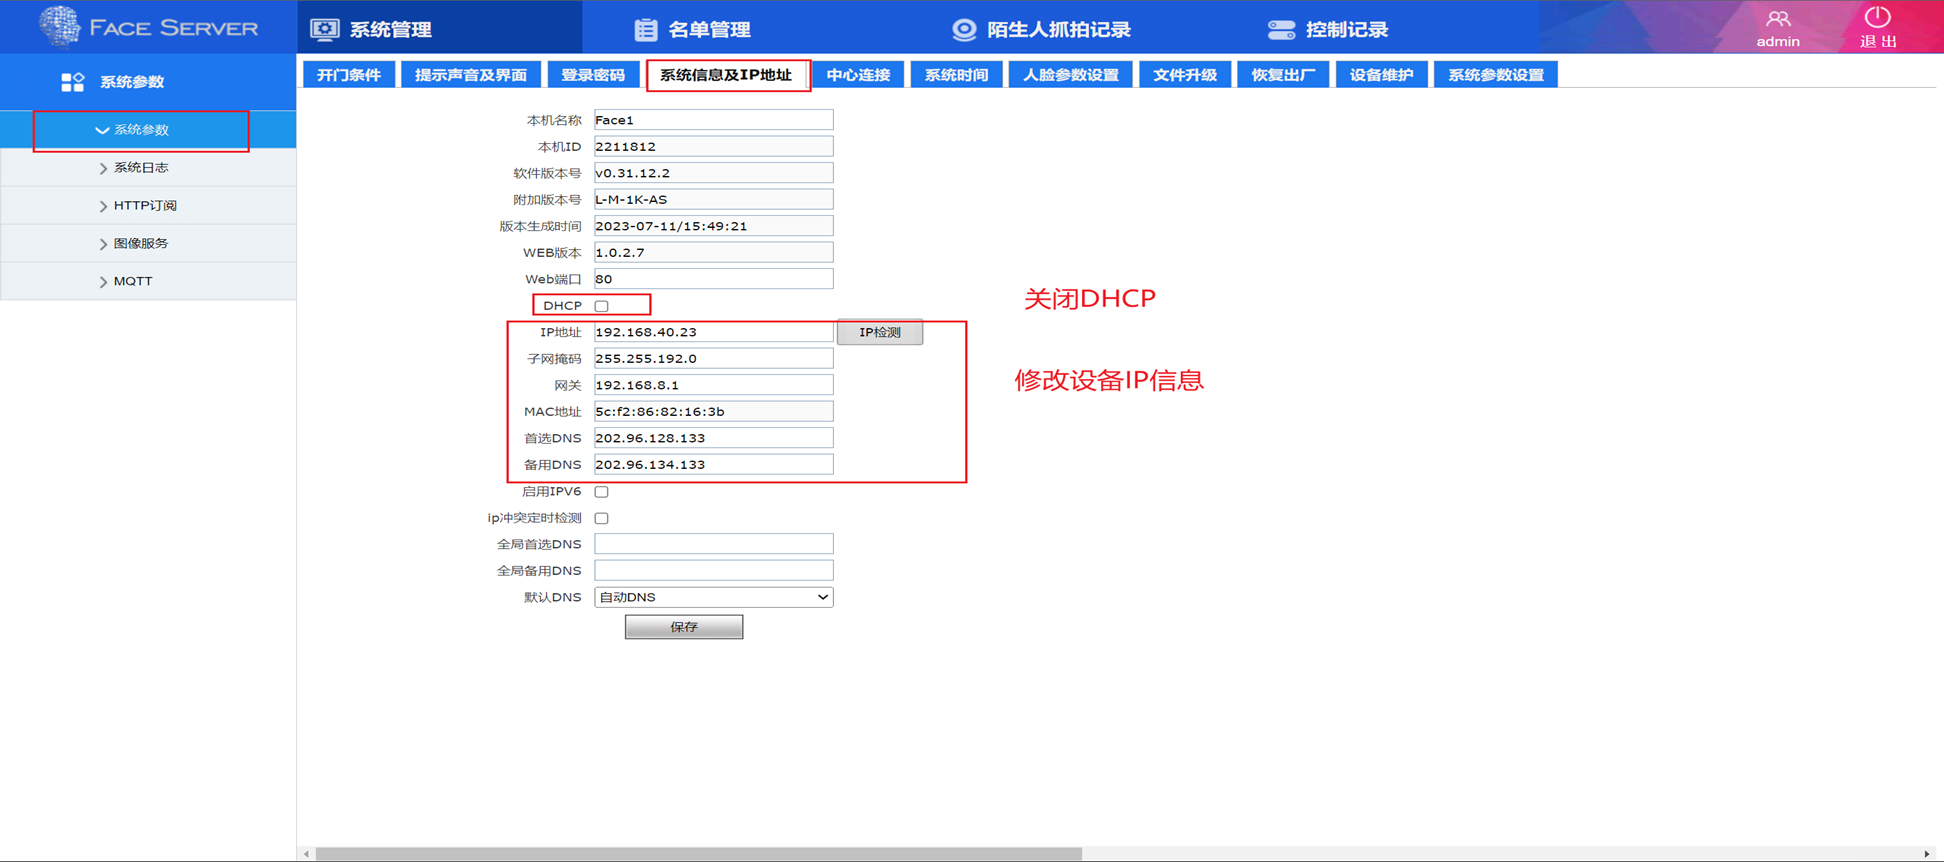 FACE SERVER
系统管理
名单管理
陌生人抓拍记录
控制记录
admin
退 出
系统参数
系统参数
系统日志
HTTP订阅
图像服务
MQTT
开门条件
提示声音及界面
登录密码
系统信息及IP地址
中心连接
系统时间
人脸参数设置
文件升级
恢复出厂
设备维护
系统参数设置
本机名称 Face1
本机ID 2211812
软件版本号 v0.31.12.2
附加版本号 L-M-1K-AS
版本生成时间 2023-07-11/15:49:21
WEB版本 1.0.2.7
Web端口 80
DHCP
关闭DHCP
IP地址 192.168.40.23 IP检测
子网掩码 255.255.192.0
修改设备IP信息
网关 192.168.8.1
MAC地址 5c:f2:86:82:16:3b
首选DNS 202.96.128.133
备用DNS 202.96.134.133
启用IPV6
ip冲突定时检测
全局首选DNS
全局备用DNS
默认DNS 自动DNS
保存